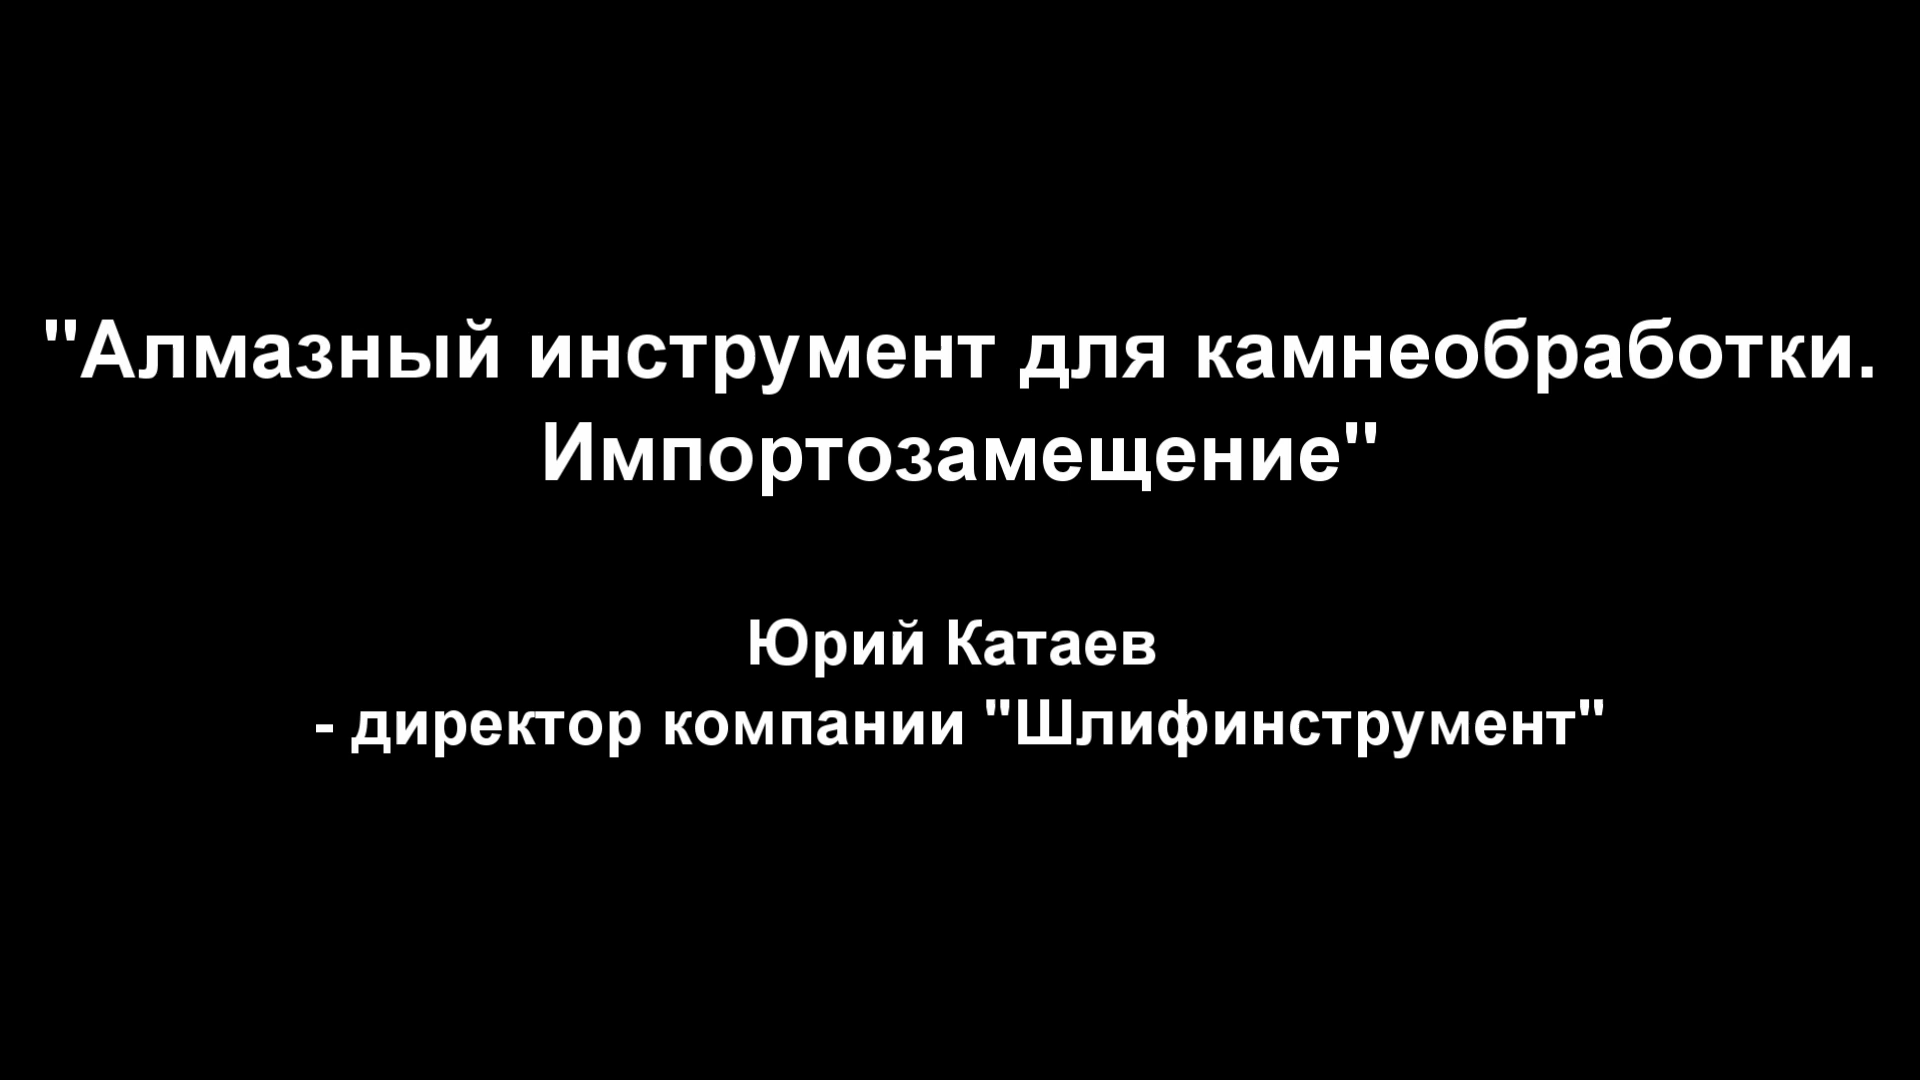 "Алмазный инструмент для камнеобработки.
Импортозамещение"
Юрий Катаев
- директор компании "Шлифинструмент"